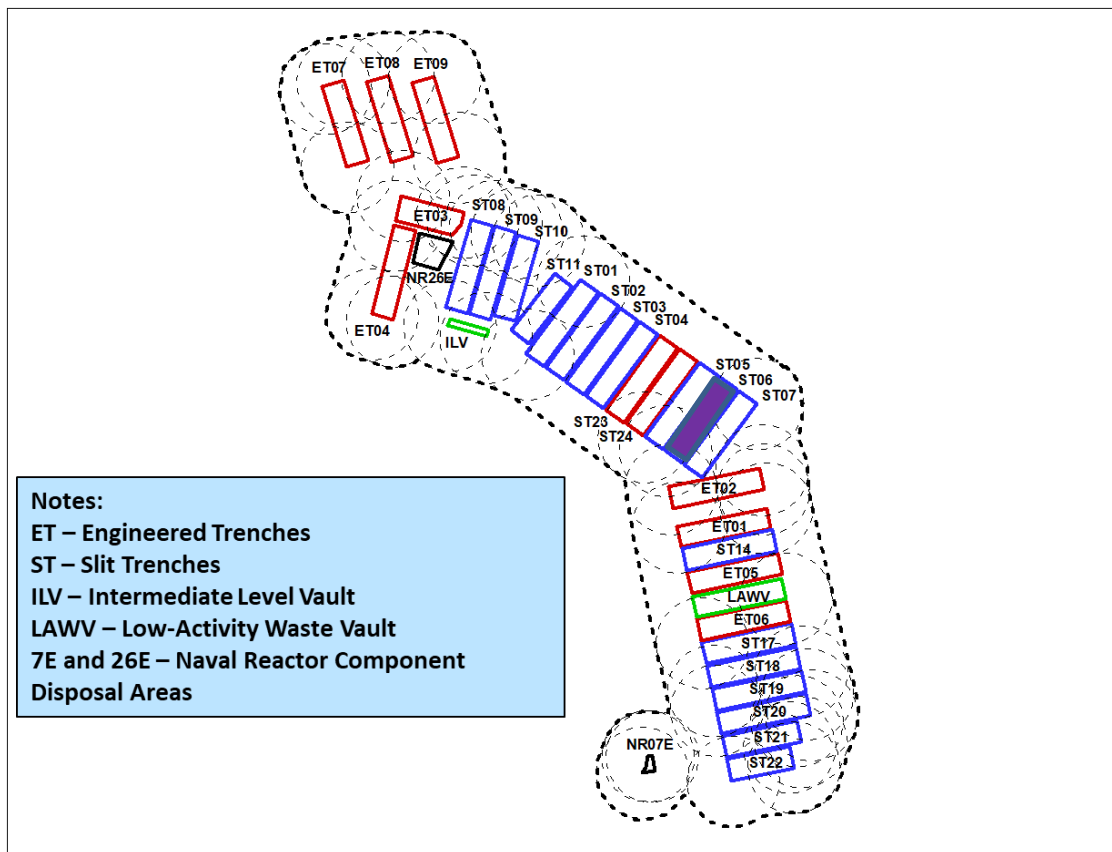 ET07
ET08
ET09
ET03
ST08
ST09
ST10
NR26E
ST11
ST01
ST02
ST03
ST04
ET04
ILV
ST05
ST06
ST07
ST23
ST24
ET02
ET01
ST14
ET05
LAWV
ET06
ST17
ST18
ST19
ST20
ST21
ST22
NR07E
Notes:
ET – Engineered Trenches
ST – Slit Trenches
ILV – Intermediate Level Vault
LAWV – Low-Activity Waste Vault
7E and 26E – Naval Reactor Component
Disposal Areas